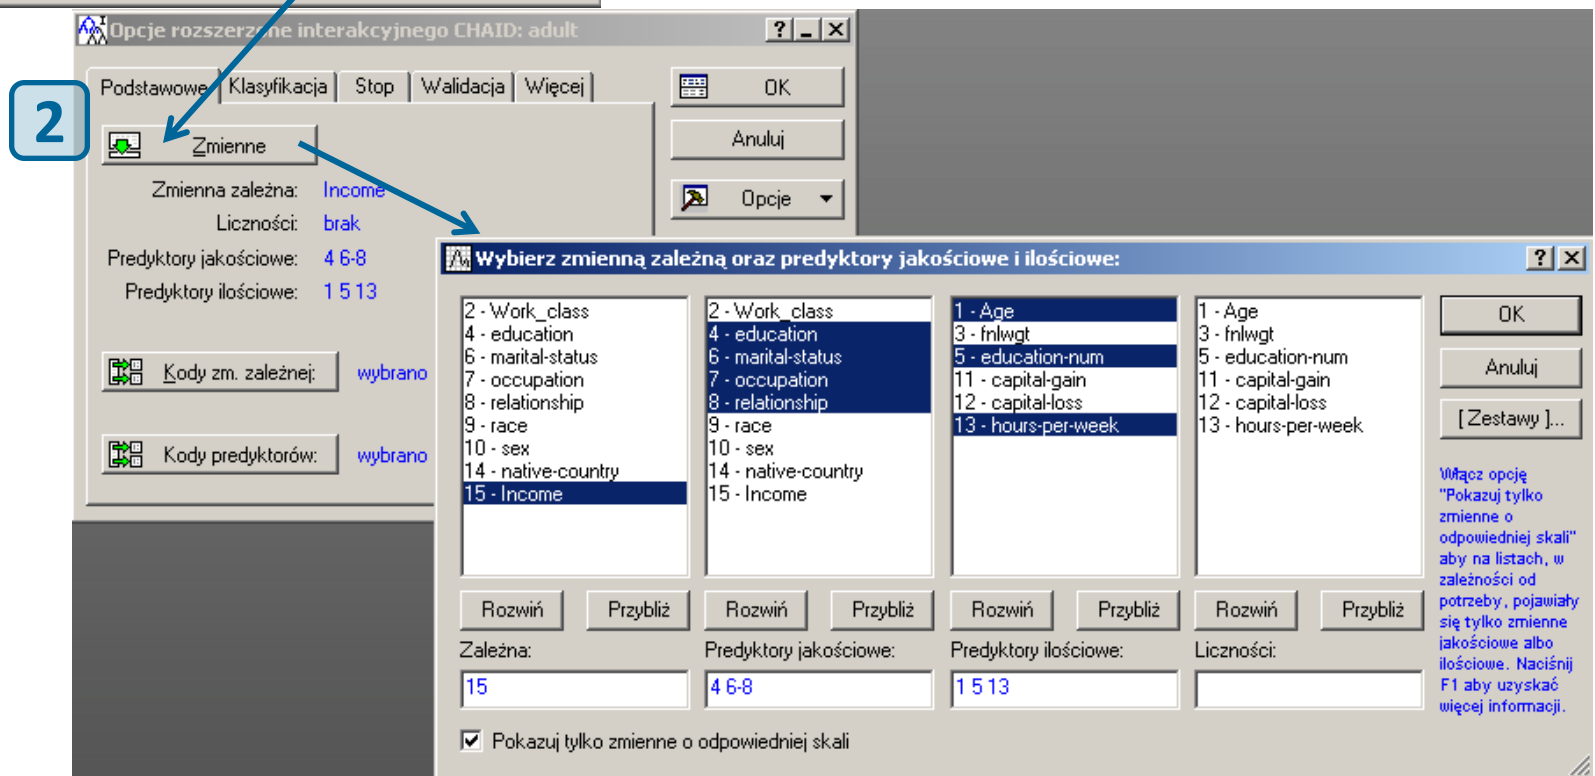 Opcje rozszerzone interakcyjnego CHAID: adult
2
Podstawowe Klasyfikacja Stop Walidacja Więcej
OK
Anuluj
Opcje
Zmienne
Zmienna zależna: Income
Liczności: brak
Predyktory jakościowe: 4 6-8
Predyktory ilościowe: 1 5 13
Kody zm. zależnej: wybrano
Kody predyktorów: wybrano
Wybierz zmienną zależną oraz predyktory jakościowe i ilościowe:
2 - Work_class
4 - education
6 - marital-status
7 - occupation
8 - relationship
9 - race
10 - sex
14 - native-country
15 - Income
2 - Work_class
4 - education
6 - marital-status
7 - occupation
8 - relationship
9 - race
10 - sex
14 - native-country
15 - Income
1 - Age
3 - fnlwgt
5 - education-num
11 - capital-gain
12 - capital-loss
13 - hours-per-week
1 - Age
3 - fnlwgt
5 - education-num
11 - capital-gain
12 - capital-loss
13 - hours-per-week
Rozwiń Przybliż Rozwiń Przybliż Rozwiń Przybliż Rozwiń Przybliż
Zależna: Predyktory jakościowe: Predyktory ilościowe: Liczności:
15 4 6-8 1 5 13
Pokazuj tylko zmienne o odpowiedniej skali
OK
Anuluj
[ Zestawy ]...
Włącz opcję
"Pokazuj tylko
zmienne o
odpowiedniej skali"
aby na listach, w
zależności od
potrzeby, pojawiały
się tylko zmienne
jakościowe albo
ilościowe. Naciśnij
F1 aby uzyskać
więcej informacji.